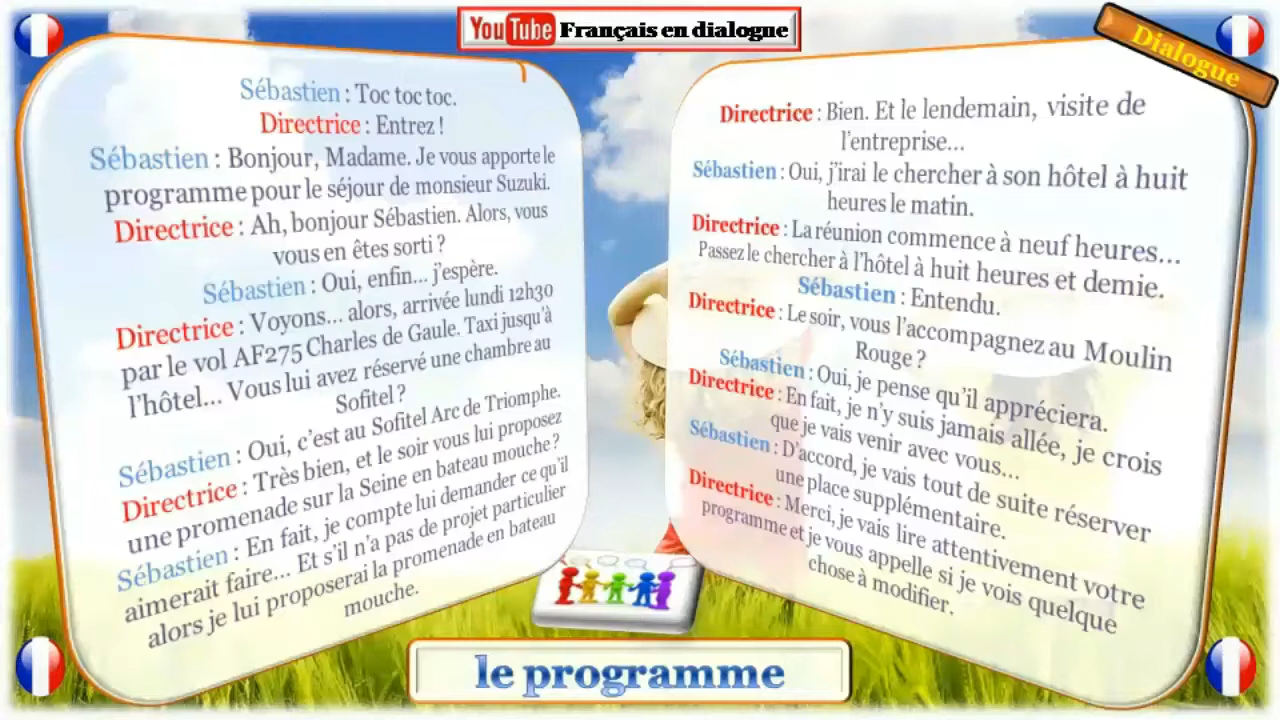 YouTube Français en dialogue
Dialogue
Sébastien : Toc toc toc.
Directrice : Entrez !
Sébastien : Bonjour, Madame. Je vous apporte le
programme pour le séjour de monsieur Suzuki.
Directrice : Ah, bonjour Sébastien. Alors, vous
vous en êtes sorti ?
Sébastien : Oui, enfin... j'espère.
Directrice : Voyons... alors, arrivée lundi 12h30
par le vol AF275 Charles de Gaule. Taxi jusqu'à
l'hôtel... Vous lui avez réservé une chambre au
Sofitel ?
Sébastien : Oui, c'est au Sofitel Arc de Triomphe.
Directrice : Très bien, et le soir vous lui proposez
une promenade sur la Seine en bateau mouche ?
Sébastien : En fait, je compte lui demander ce qu'il
aimerait faire... Et s'il n'a pas de projet particulier
alors je lui proposerai la promenade en bateau
mouche.
Directrice : Bien. Et le lendemain, visite de
l'entreprise...
Sébastien : Oui, j'irai le chercher à son hôtel à huit
heures le matin.
Directrice : La réunion commence à neuf heures...
Passez le chercher à l'hôtel à huit heures et demie.
Sébastien : Entendu.
Directrice : Le soir, vous l'accompagnez au Moulin
Rouge ?
Sébastien : Oui, je pense qu'il appréciera.
Directrice : En fait, je n'y suis jamais allée, je crois
que je vais venir avec vous...
Sébastien : D'accord, je vais tout de suite réserver
une place supplémentaire.
Directrice : Merci, je vais lire attentivement votre
programme et je vous appelle si je vois quelque
chose à modifier.
le programme